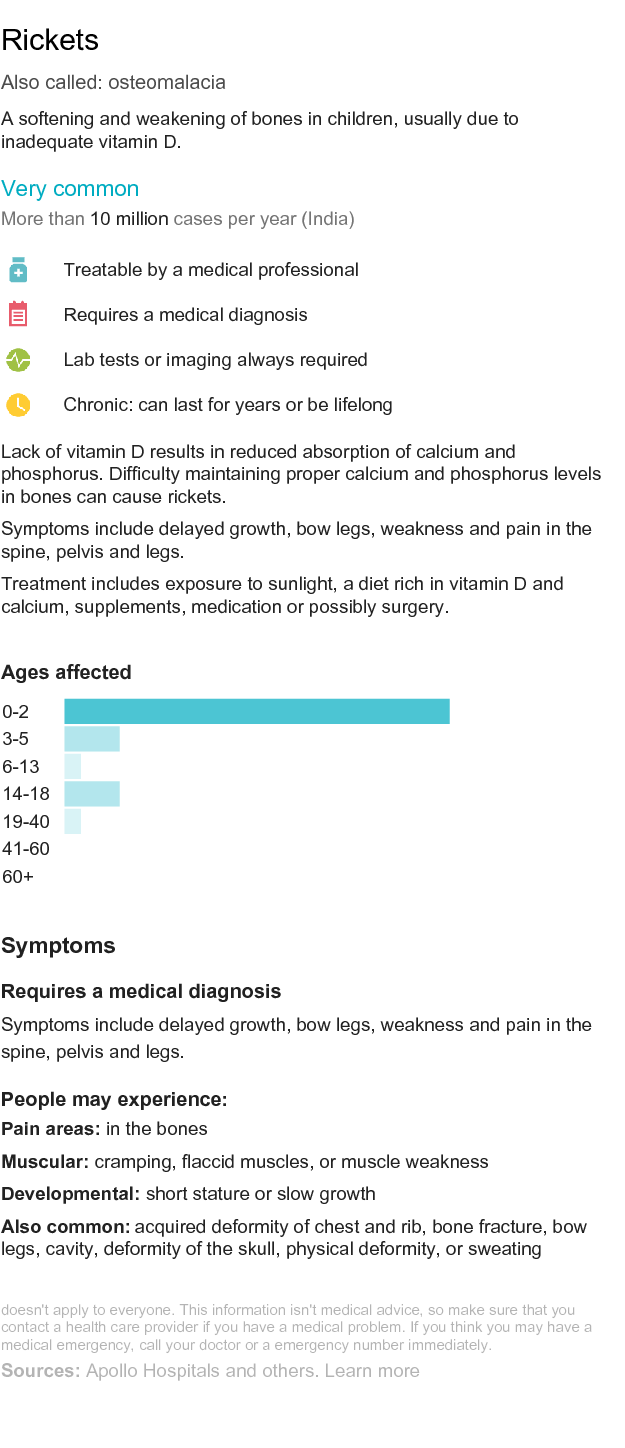 Rickets
Also called: osteomalacia
A softening and weakening of bones in children, usually due to
inadequate vitamin D.
Very common
More than 10 million cases per year (India)
Treatable by a medical professional
Requires a medical diagnosis
Lab tests or imaging always required
Chronic: can last for years or be lifelong
Lack of vitamin D results in reduced absorption of calcium and
phosphorus. Difficulty maintaining proper calcium and phosphorus levels
in bones can cause rickets.
Symptoms include delayed growth, bow legs, weakness and pain in the
spine, pelvis and legs.
Treatment includes exposure to sunlight, a diet rich in vitamin D and
calcium, supplements, medication or possibly surgery.
Ages affected
0-2
3-5
6-13
14-18
19-40
41-60
60+
Symptoms
Requires a medical diagnosis
Symptoms include delayed growth, bow legs, weakness and pain in the
spine, pelvis and legs.
People may experience:
Pain areas: in the bones
Muscular: cramping, flaccid muscles, or muscle weakness
Developmental: short stature or slow growth
Also common: acquired deformity of chest and rib, bone fracture, bow
legs, cavity, deformity of the skull, physical deformity, or sweating
doesn't apply to everyone. This information isn't medical advice, so make sure that you
contact a health care provider if you have a medical problem. If you think you may have a
medical emergency, call your doctor or a emergency number immediately.
Sources: Apollo Hospitals and others. Learn more